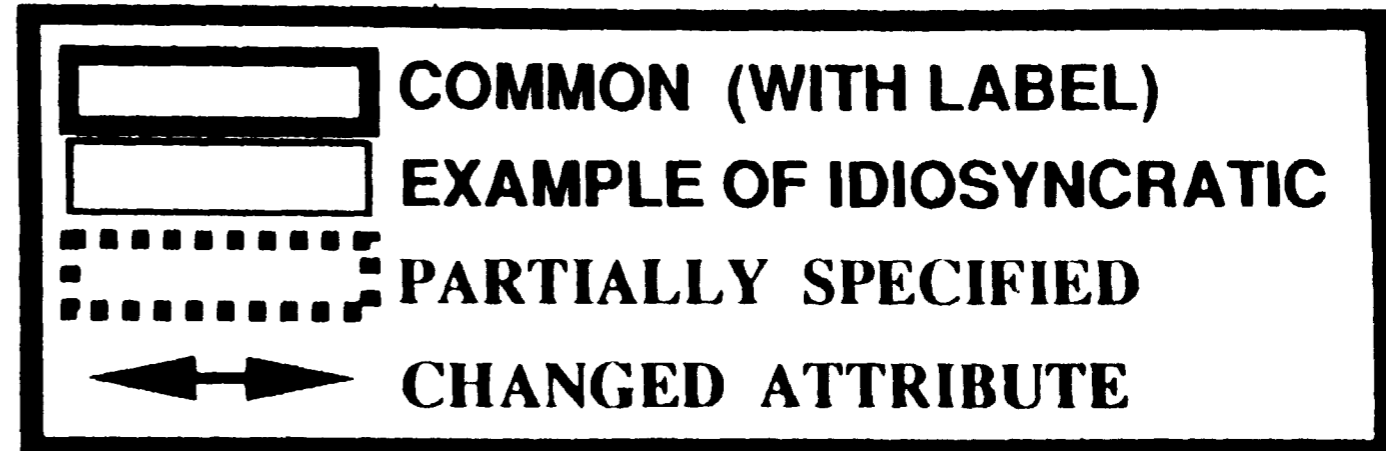 COMMON (WITH LABEL)
EXAMPLE OF IDIOSYNCRATIC
PARTIALLY SPECIFIED
CHANGED ATTRIBUTE